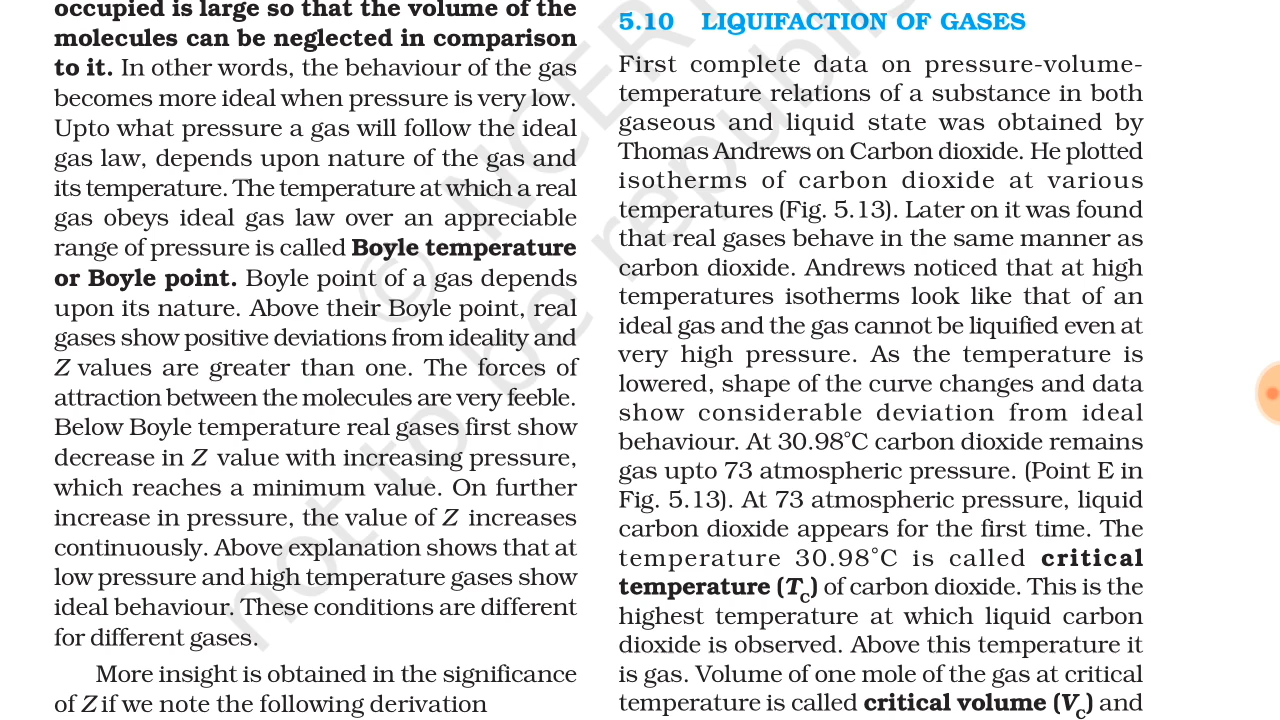 occupied is large so that the volume of the
molecules can be neglected in comparison
to it. In other words, the behaviour of the gas
becomes more ideal when pressure is very low.
Upto what pressure a gas will follow the ideal
gas law, depends upon nature of the gas and
its temperature. The temperature at which a real
gas obeys ideal gas law over an appreciable
range of pressure is called Boyle temperature
or Boyle point. Boyle point of a gas depends
upon its nature. Above their Boyle point, real
gases show positive deviations from ideality and
Z values are greater than one. The forces of
attraction between the molecules are very feeble.
Below Boyle temperature real gases first show
decrease in Z value with increasing pressure,
which reaches a minimum value. On further
increase in pressure, the value of Z increases
continuously. Above explanation shows that at
low pressure and high temperature gases show
ideal behaviour. These conditions are different
for different gases.
More insight is obtained in the significance
of Z if we note the following derivation
5.10 LIQUIFACTION OF GASES
First complete data on pressure-volume-
temperature relations of a substance in both
gaseous and liquid state was obtained by
Thomas Andrews on Carbon dioxide. He plotted
isotherms of carbon dioxide at various
temperatures (Fig. 5.13). Later on it was found
that real gases behave in the same manner as
carbon dioxide. Andrews noticed that at high
temperatures isotherms look like that of an
ideal gas and the gas cannot be liquified even at
very high pressure. As the temperature is
lowered, shape of the curve changes and data
show considerable deviation from ideal
behaviour. At 30.98°C carbon dioxide remains
gas upto 73 atmospheric pressure. (Point E in
Fig. 5.13). At 73 atmospheric pressure, liquid
carbon dioxide appears for the first time. The
temperature 30.98°C is called critical
temperature (Tc) of carbon dioxide. This is the
highest temperature at which liquid carbon
dioxide is observed. Above this temperature it
is gas. Volume of one mole of the gas at critical
temperature is called critical volume (Vc) and
© NCER
not to be republi